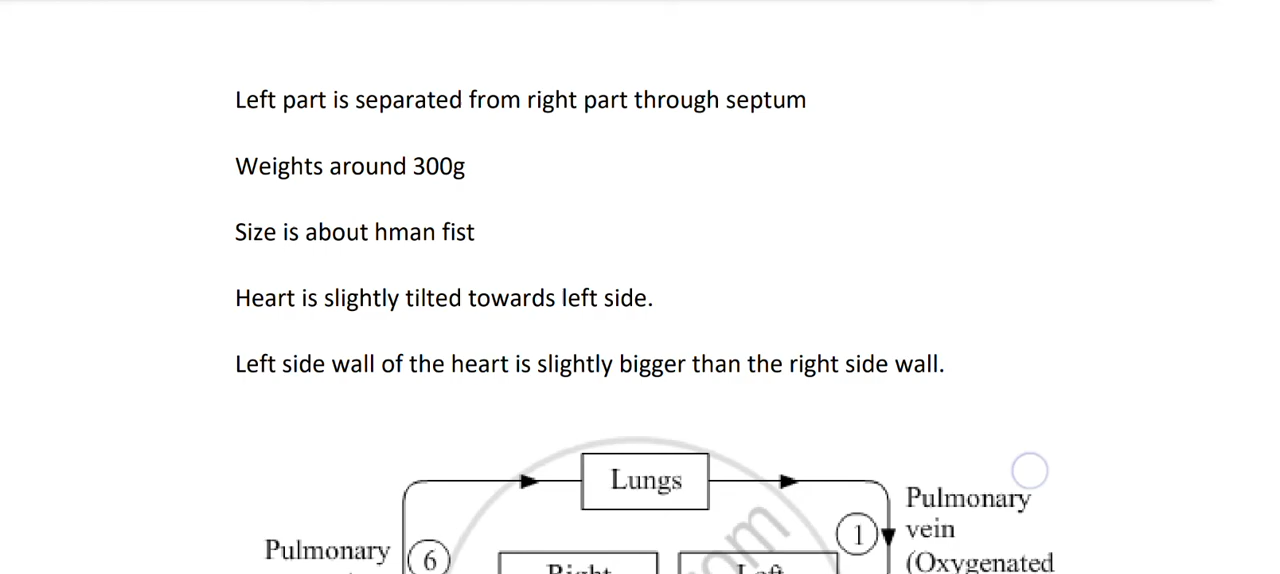 Left part is separated from right part through septum
Weights around 300g
Size is about hman fist
Heart is slightly tilted towards left side.
Left side wall of the heart is slightly bigger than the right side wall.
Lungs
Pulmonary
vein
(Oxygenated
1
Pulmonary
6
Right
Left